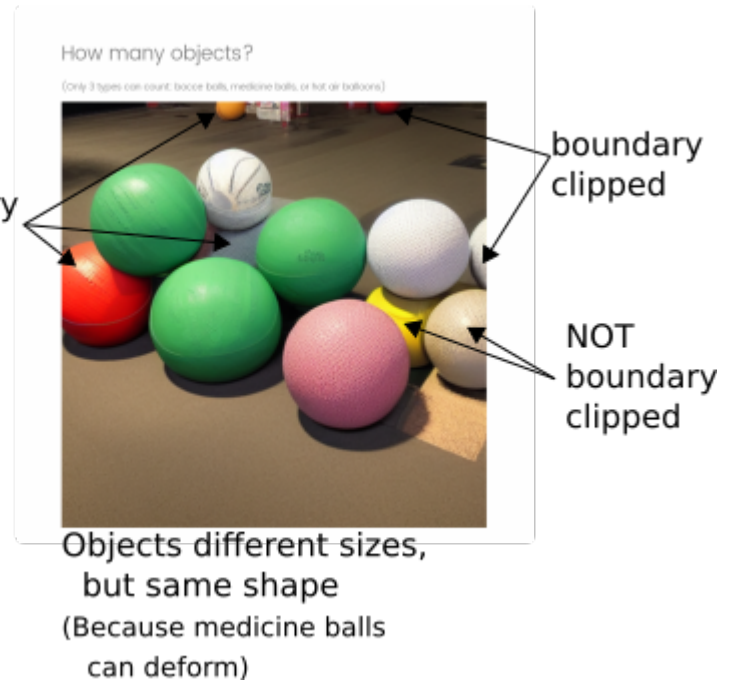 How many objects?
(Only 3 types can count: bocce balls, medicine balls, or hot air balloons)
y
boundary
clipped
NOT
boundary
clipped
Objects different sizes,
but same shape
(Because medicine balls
can deform)